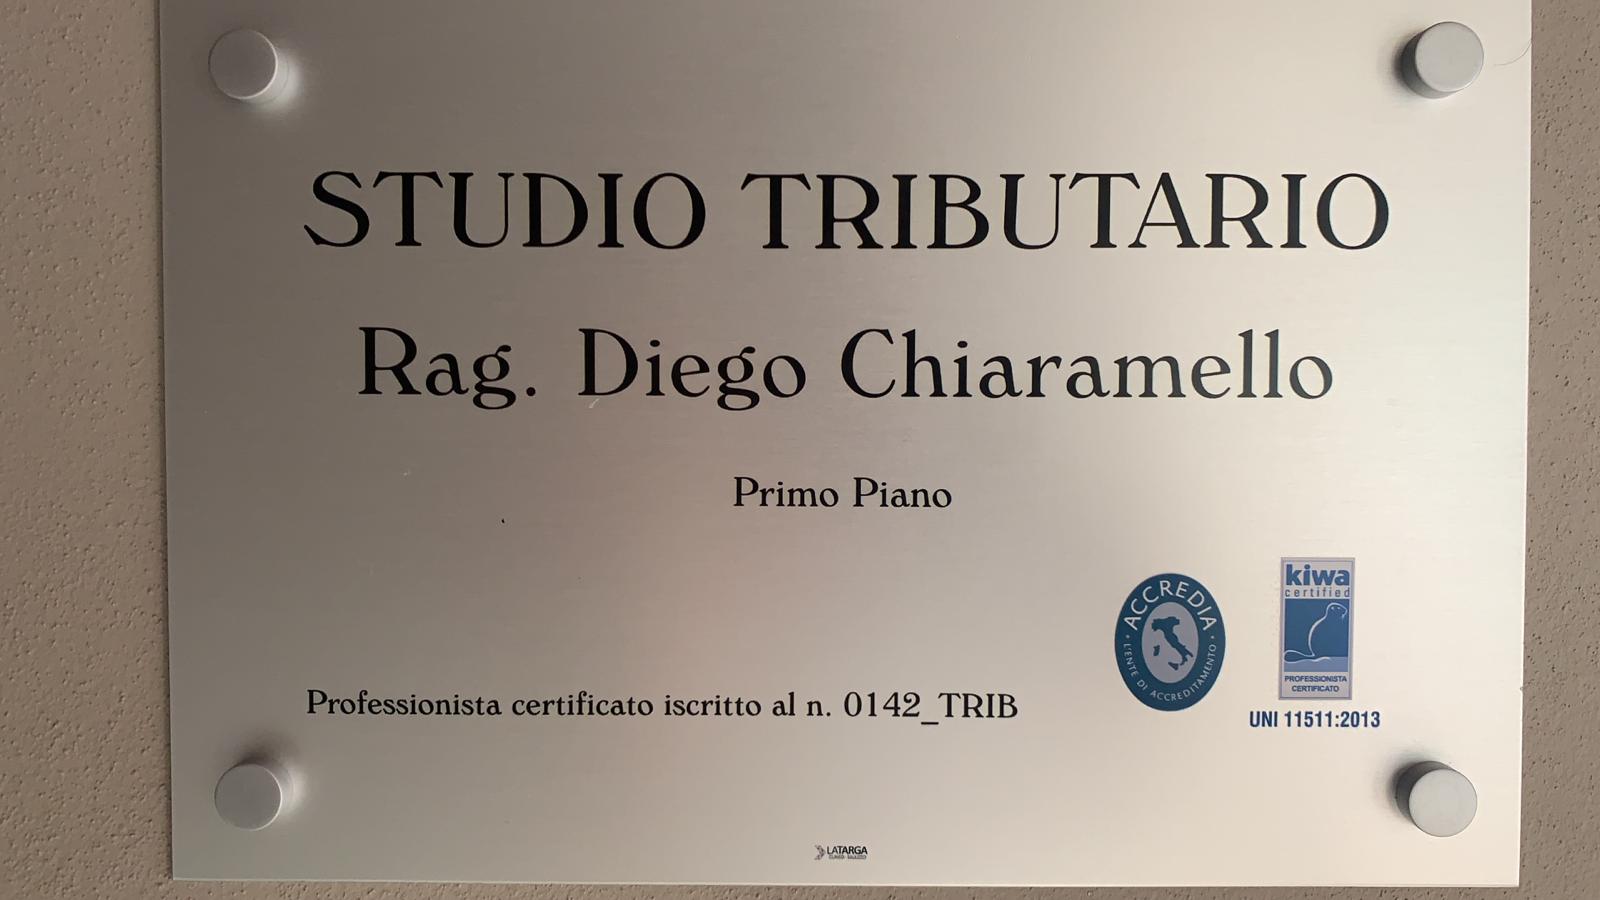 STUDIO TRIBUTARIO
Rag. Diego Chiaramello
Primo Piano
ACCREDIA
L'ENTE DI ACCREDITAMENTO
kiwa
certified
PROFESSIONISTA
CERTIFICATO
UNI 11511:2013
Professionista certificato iscritto al n. 0142_TRIB
LATARGA